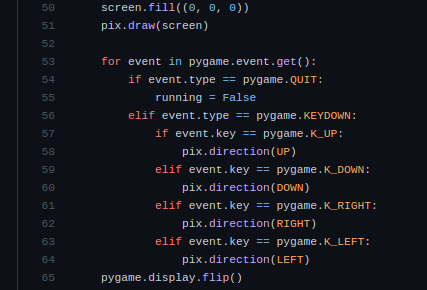 50 screen.fill((0, 0, 0))
51 pix.draw(screen)
52
53 for event in pygame.event.get():
54 if event.type == pygame.QUIT:
55 running = False
56 elif event.type == pygame.KEYDOWN:
57 if event.key == pygame.K_UP:
58 pix.direction(UP)
59 elif event.key == pygame.K_DOWN:
60 pix.direction(DOWN)
61 elif event.key == pygame.K_RIGHT:
62 pix.direction(RIGHT)
63 elif event.key == pygame.K_LEFT:
64 pix.direction(LEFT)
65 pygame.display.flip()